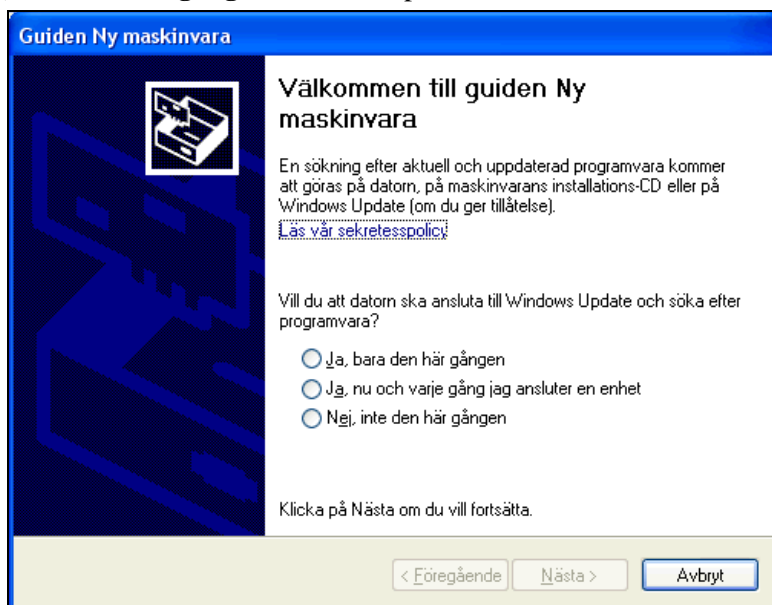 Guiden Ny maskinvara
Välkommen till guiden Ny
maskinvara
En sökning efter aktuell och uppdaterad programvara kommer
att göras på datorn, på maskinvarans installations-CD eller på
Windows Update (om du ger tillåtelse).
Läs vår sekretesspolicy
Vill du att datorn ska ansluta till Windows Update och söka efter
programvara?
Ja, bara den här gången
Ja, nu och varje gång jag ansluter en enhet
Nej, inte den här gången
Klicka på Nästa om du vill fortsätta.
< Föregående Nästa > Avbryt